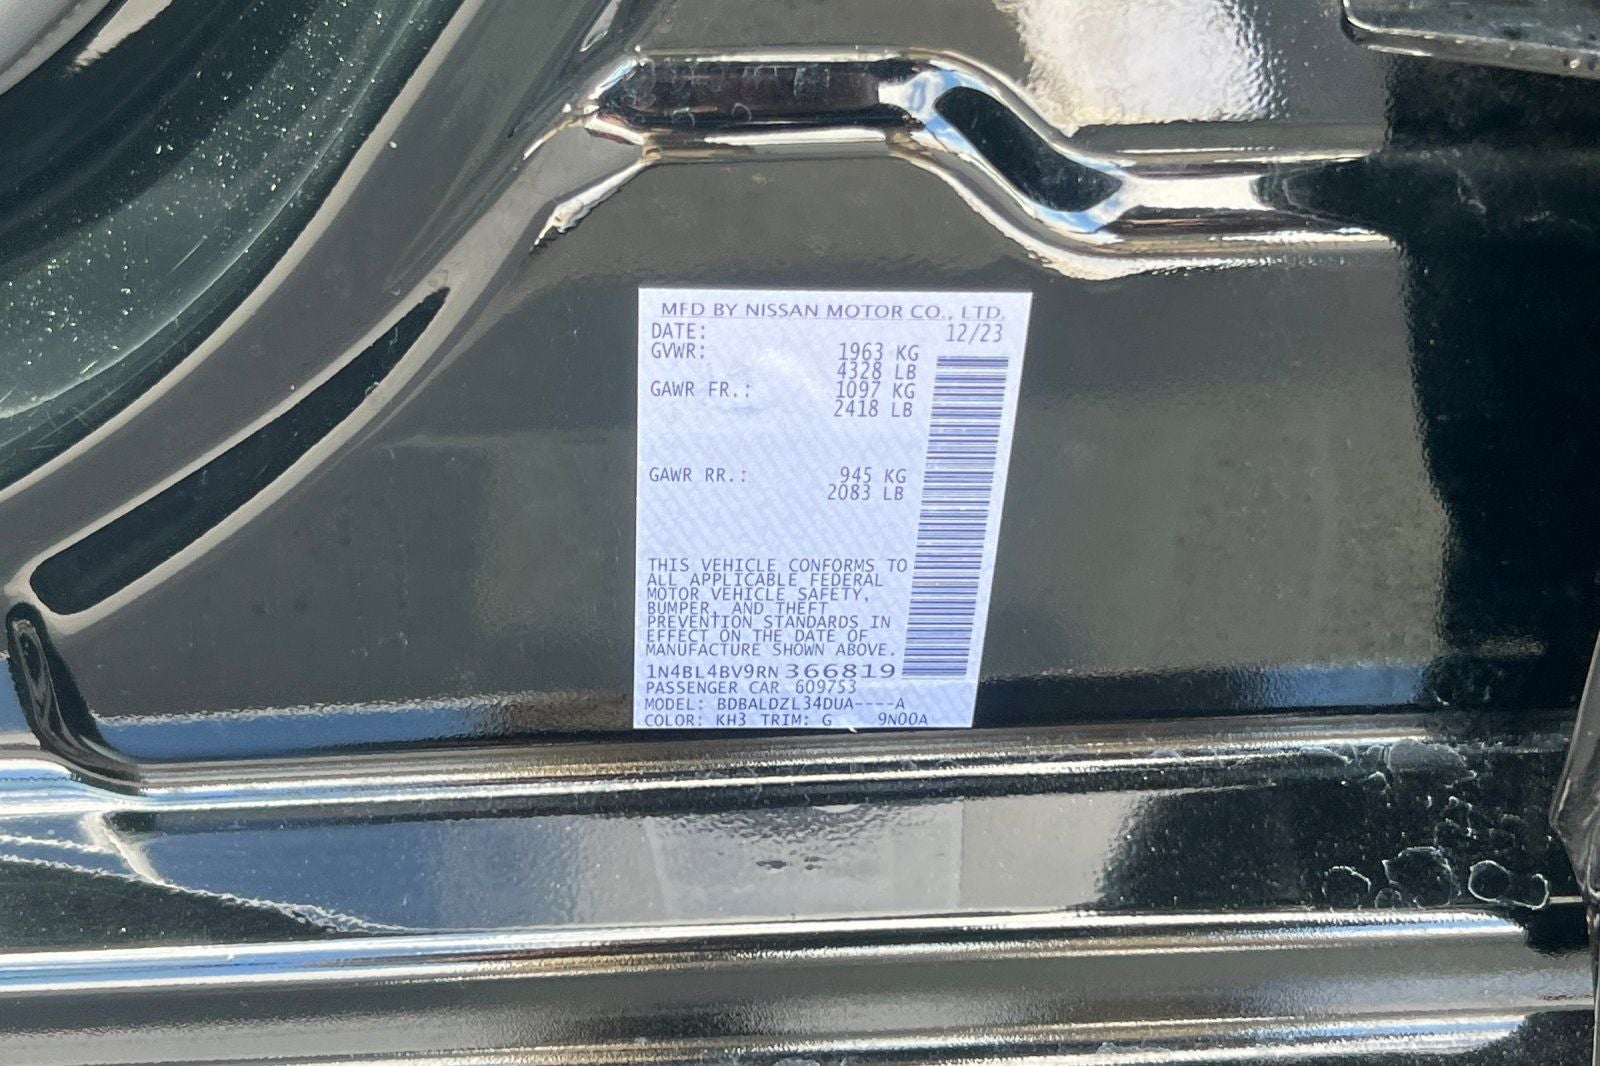 MFD BY NISSAN MOTOR CO., LTD.
DATE: 12/23
GVWR: 1963 KG
4328 LB
GAWR FR.: 1097 KG
2418 LB
GAWR RR.: 945 KG
2083 LB
THIS VEHICLE CONFORMS TO
ALL APPLICABLE FEDERAL
MOTOR VEHICLE SAFETY,
BUMPER, AND THEFT
PREVENTION STANDARDS IN
EFFECT ON THE DATE OF
MANUFACTURE SHOWN ABOVE.
1N4BL4BV9RN366819
PASSENGER CAR 609753
MODEL: BDBALDZL34DUA----A
COLOR: KH3 TRIM: G 9N00A